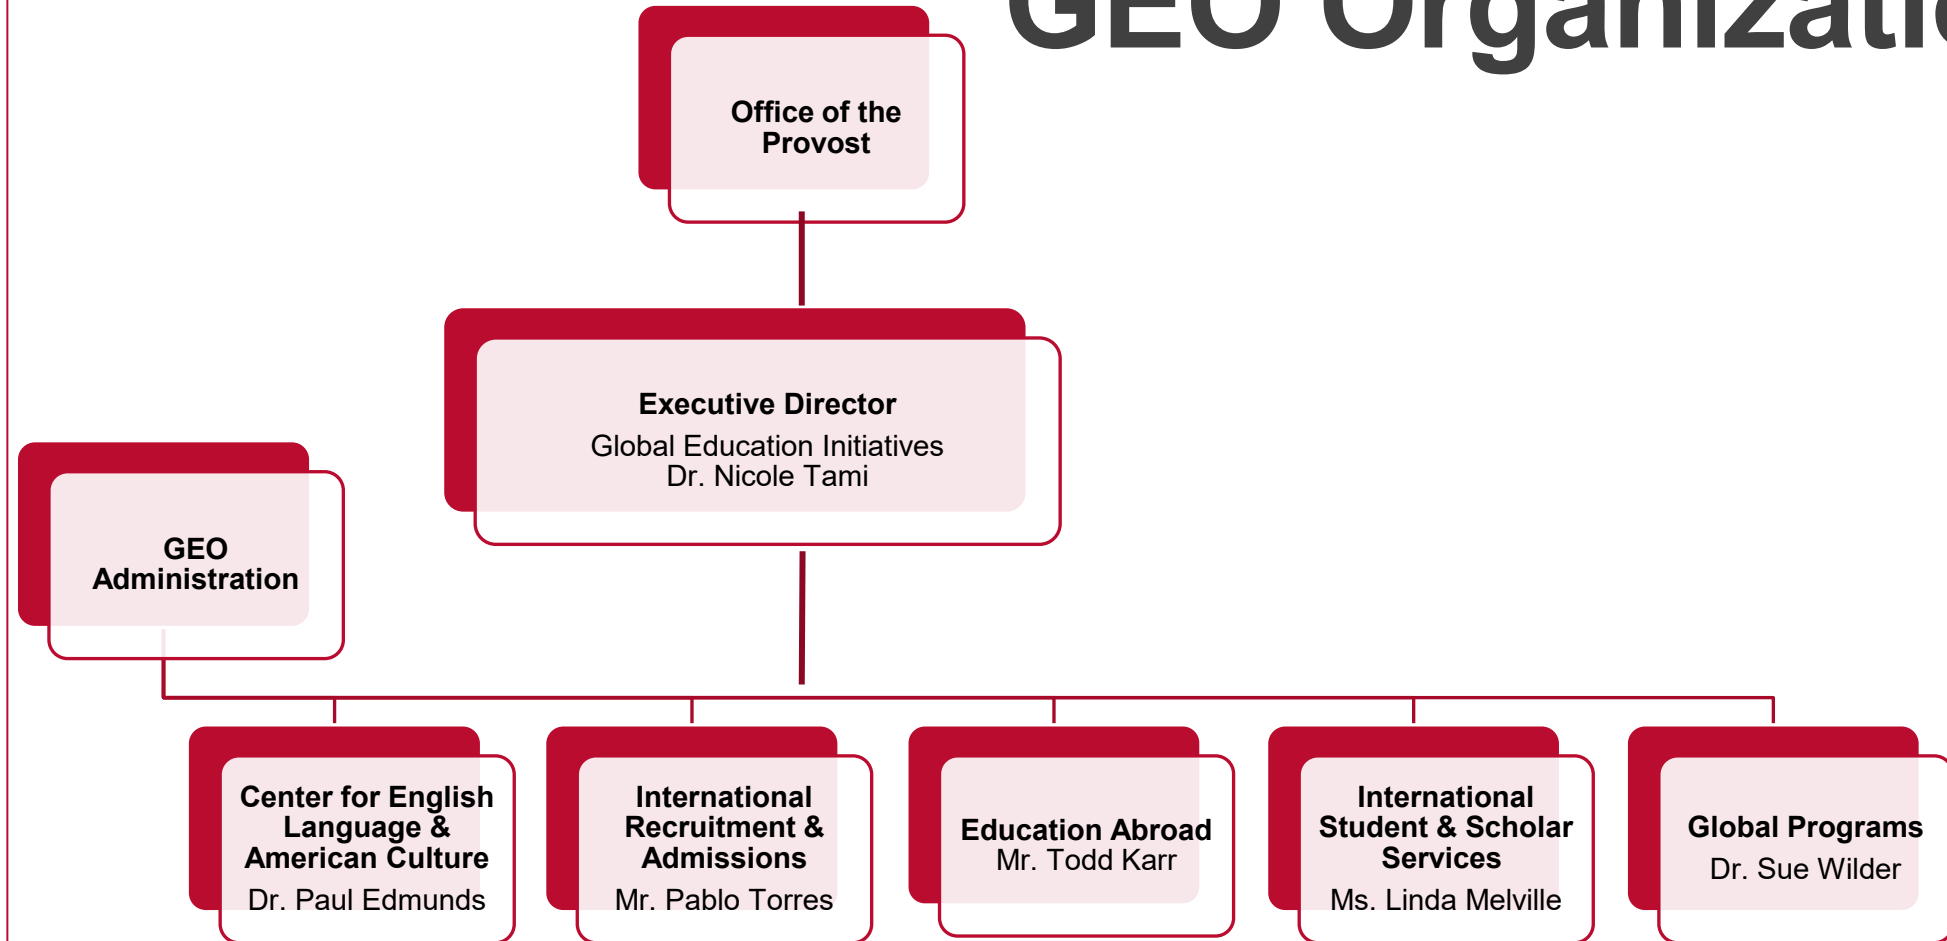 GEO
Office of the
Provost
Executive Director
Global Education Initiatives
Dr. Nicole Tami
GEO
Administration
Center for English
Language &
American Culture
Dr. Paul Edmunds
International
Recruitment &
Admissions
Mr. Pablo Torres
Education Abroad
Mr. Todd Karr
International
Student & Scholar
Services
Ms. Linda Melville
Global Programs
Dr. Sue Wilder